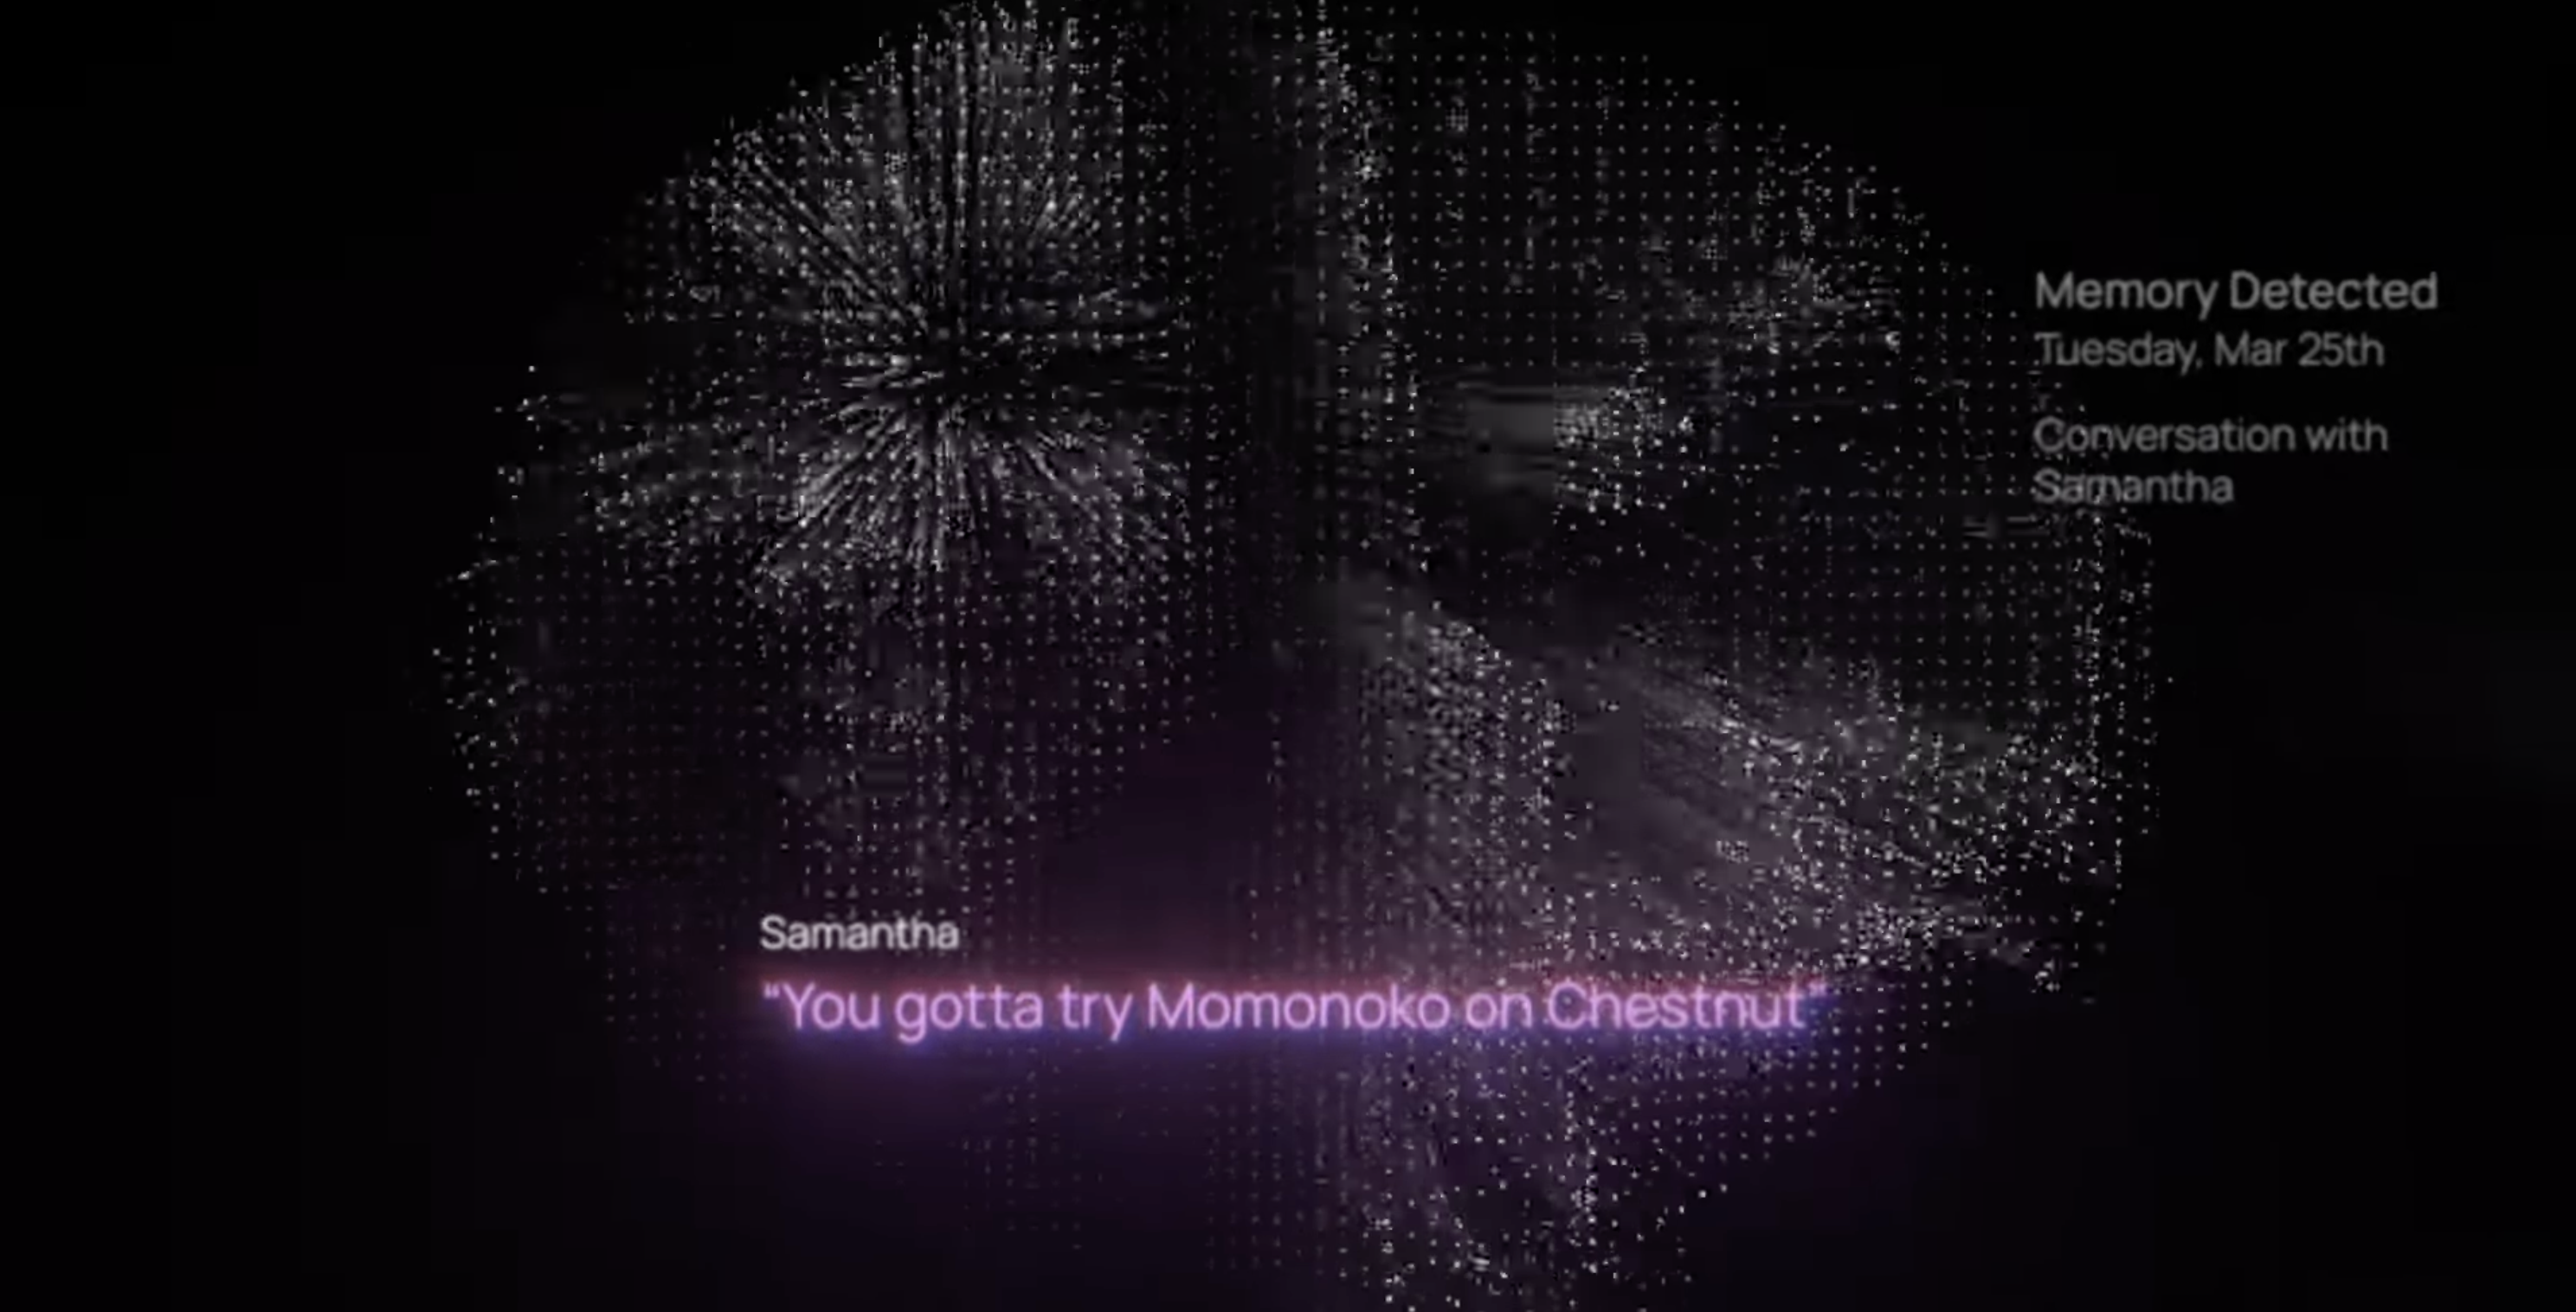 Memory Detected
Tuesday, Mar 25th
Conversation with
Samantha
Samantha
“You gotta try Momonoko on Chestnut”